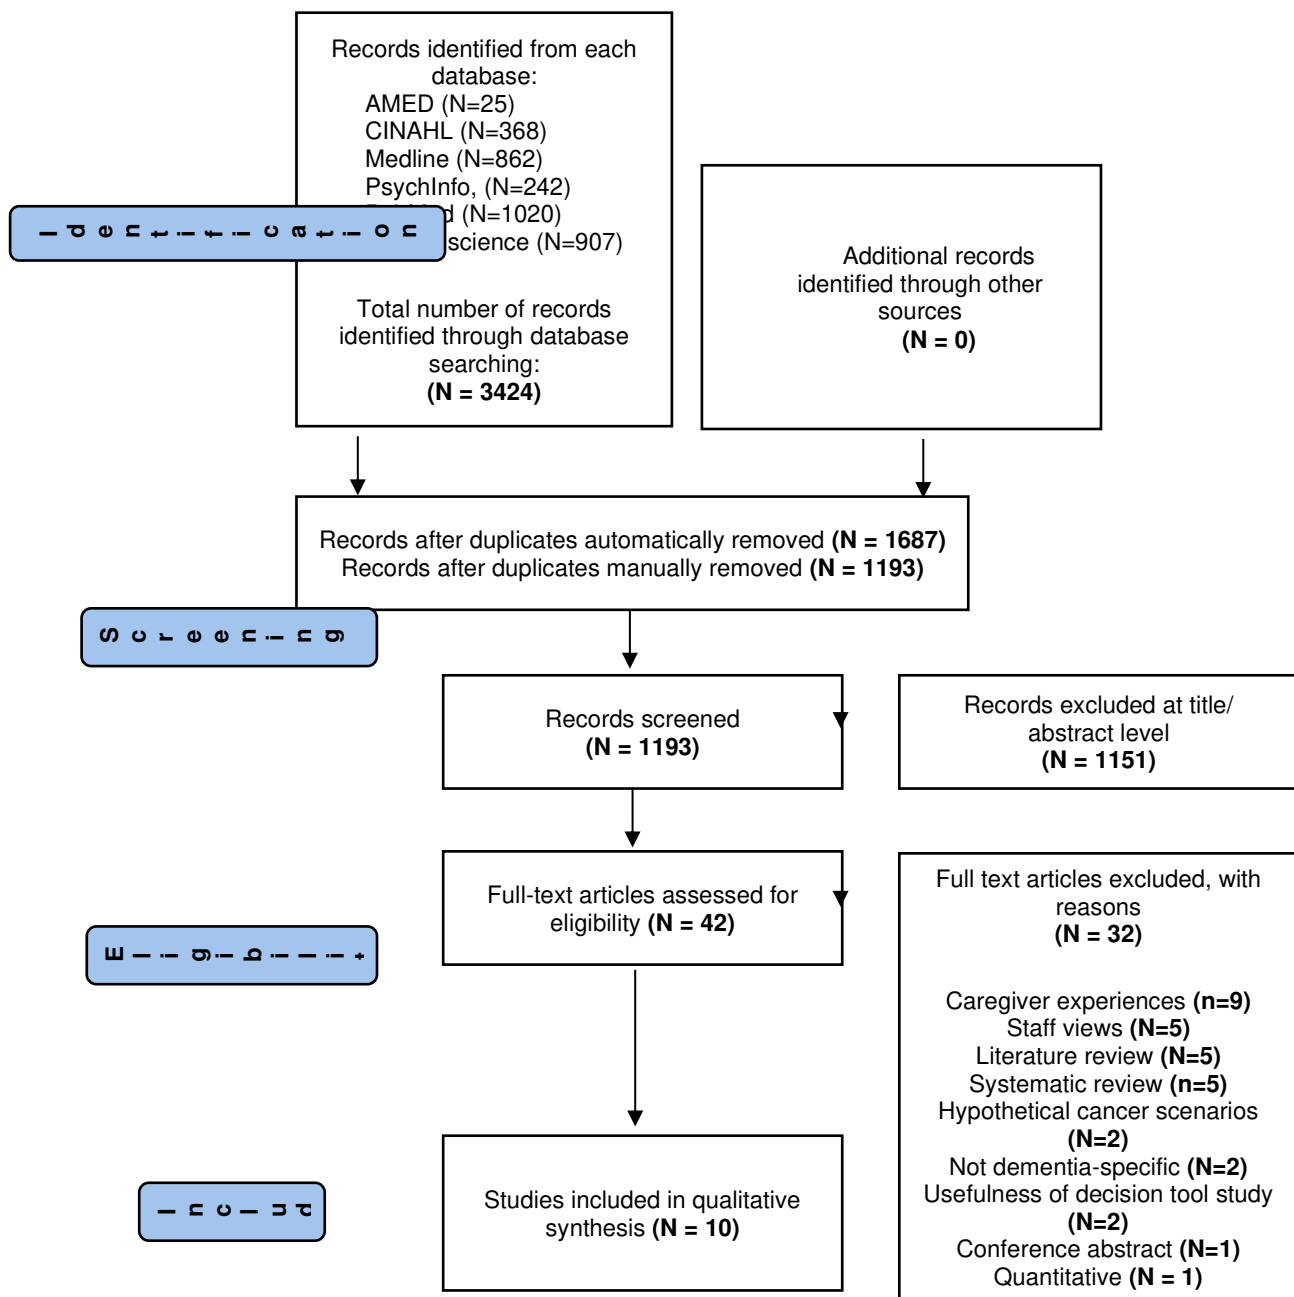 Records identified from each
database:
AMED (N=25)
CINAHL (N=368)
Medline (N=862)
PsychInfo, (N=242)
(N=1020)
science (N=907)
Total number of records
identified through database
searching:
(N = 3424)
Identification
Additional records
identified through other
sources
(N = 0)
Records after duplicates automatically removed (N = 1687)
Records after duplicates manually removed (N = 1193)
Screening
Records screened
(N = 1193)
Records excluded at title/
abstract level
(N = 1151)
Full-text articles assessed for
eligibility (N = 42)
Eligibilit
Full text articles excluded, with
reasons
(N = 32)
Caregiver experiences (n=9)
Staff views (N=5)
Literature review (N=5)
Systematic review (n=5)
Hypothetical cancer scenarios
(N=2)
Not dementia-specific (N=2)
Usefulness of decision tool study
(N=2)
Conference abstract (N=1)
Quantitative (N = 1)
Includ
Studies included in qualitative
synthesis (N = 10)